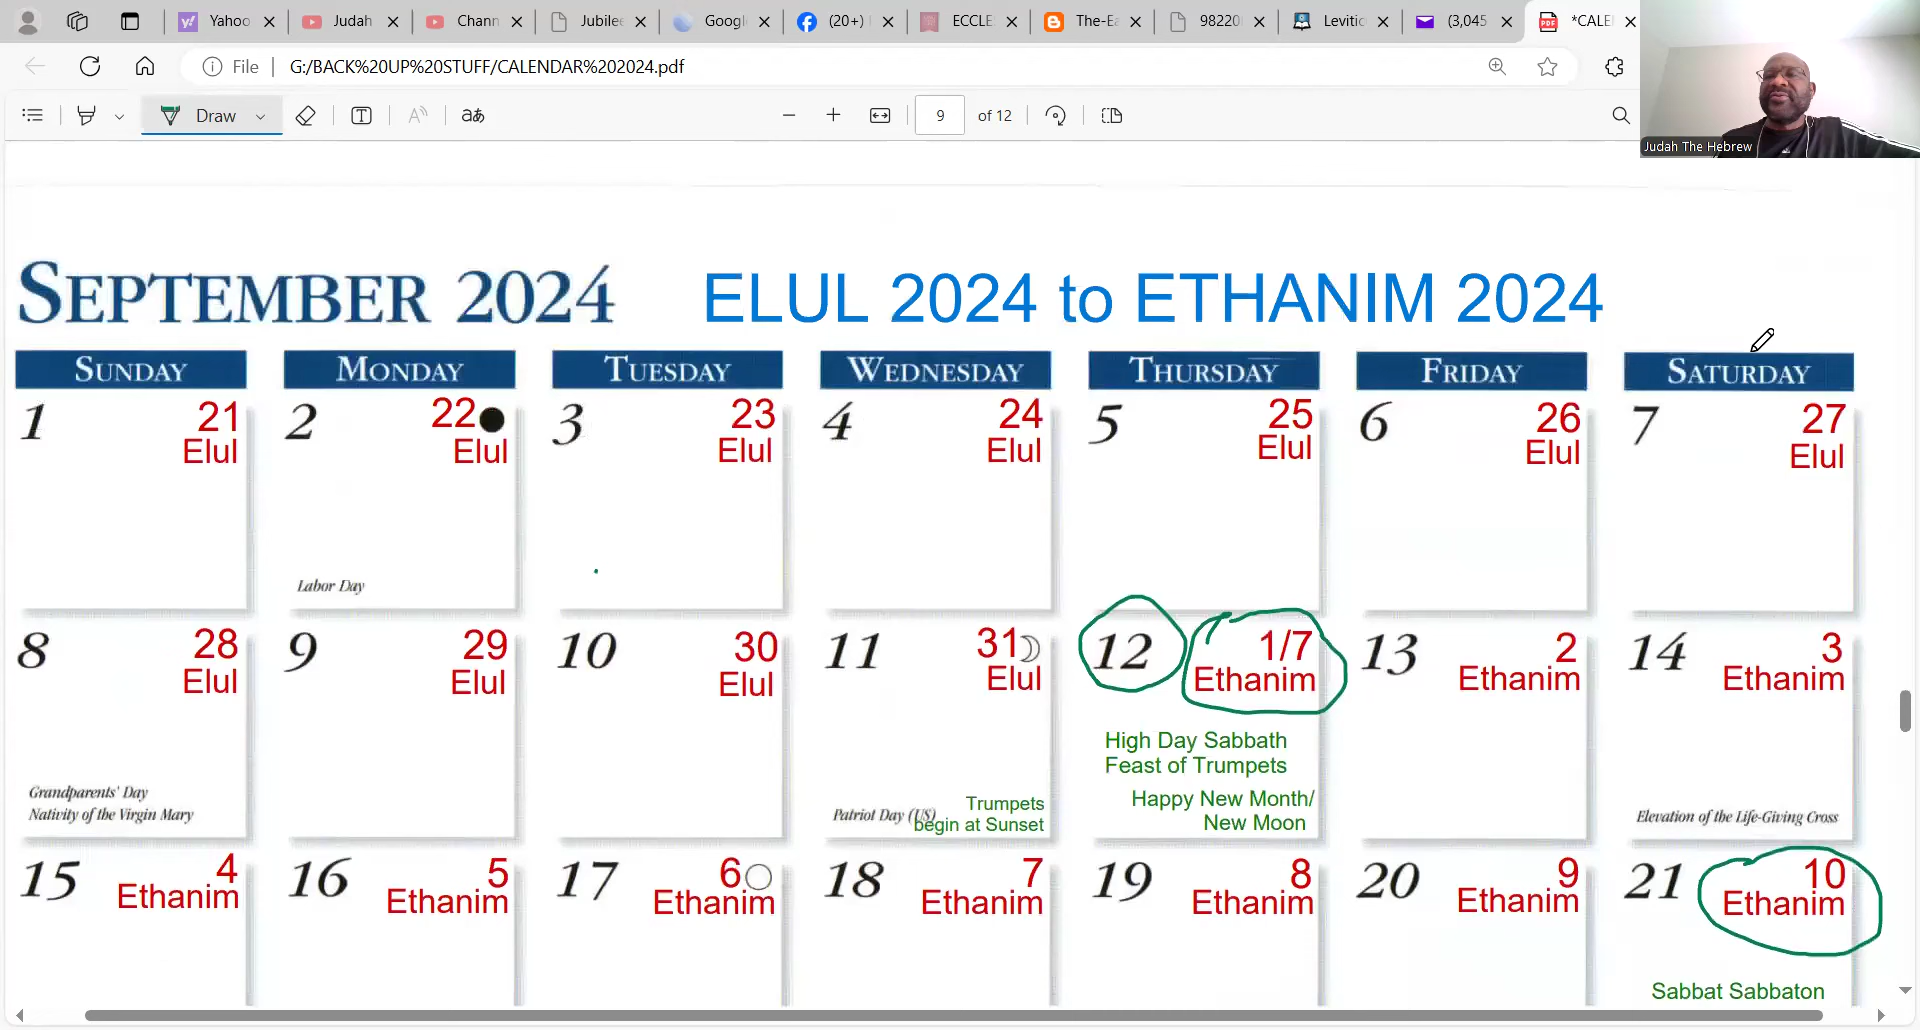 Yahoo
Judah
Chann
Jubile
Googl
(20+)
ECCLE
The-Ea
98220
Levitic
(3,045
*CALE
File
G:/BACK%20UP%20STUFF/CALENDAR%202024.pdf
Draw
9 of 12
Judah The Hebrew
SEPTEMBER 2024
ELUL 2024 to ETHANIM 2024
SUNDAY MONDAY TUESDAY WEDNESDAY THURSDAY FRIDAY SATURDAY
1 21 2 22 3 23 4 24 5 25 6 26 7 27
Elul Elul Elul Elul Elul Elul Elul
Labor Day
8 28 9 29 10 30 11 31 12 1/7 13 2 14 3
Elul Elul Elul Elul Ethanim Ethanim Ethanim
High Day Sabbath
Feast of Trumpets
Grandparents' Day
Nativity of the Virgin Mary
Patriot Day (US)
Trumpets
begin at Sunset
Happy New Month/
New Moon
Elevation of the Life-Giving Cross
15 4 16 5 17 6 18 7 19 8 20 9 21 10
Ethanim Ethanim Ethanim Ethanim Ethanim Ethanim Ethanim
Sabbat Sabbaton